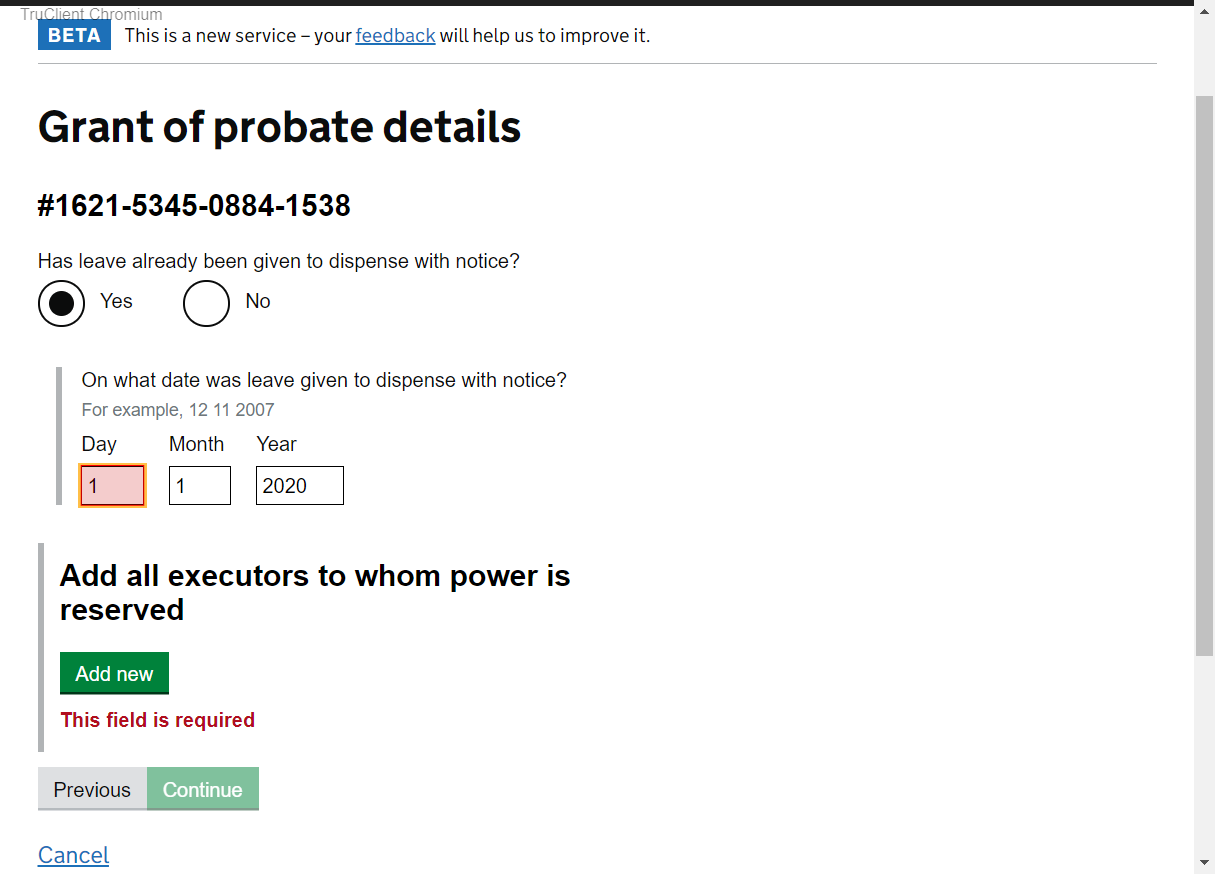 TruClient Chromium
BETA This is a new service – your feedback will help us to improve it.
Grant of probate details
#1621-5345-0884-1538
Has leave already been given to dispense with notice?
Yes No
On what date was leave given to dispense with notice?
For example, 12 11 2007
Day Month Year
1 1 2020
Add all executors to whom power is
reserved
Add new
This field is required
Previous Continue
Cancel